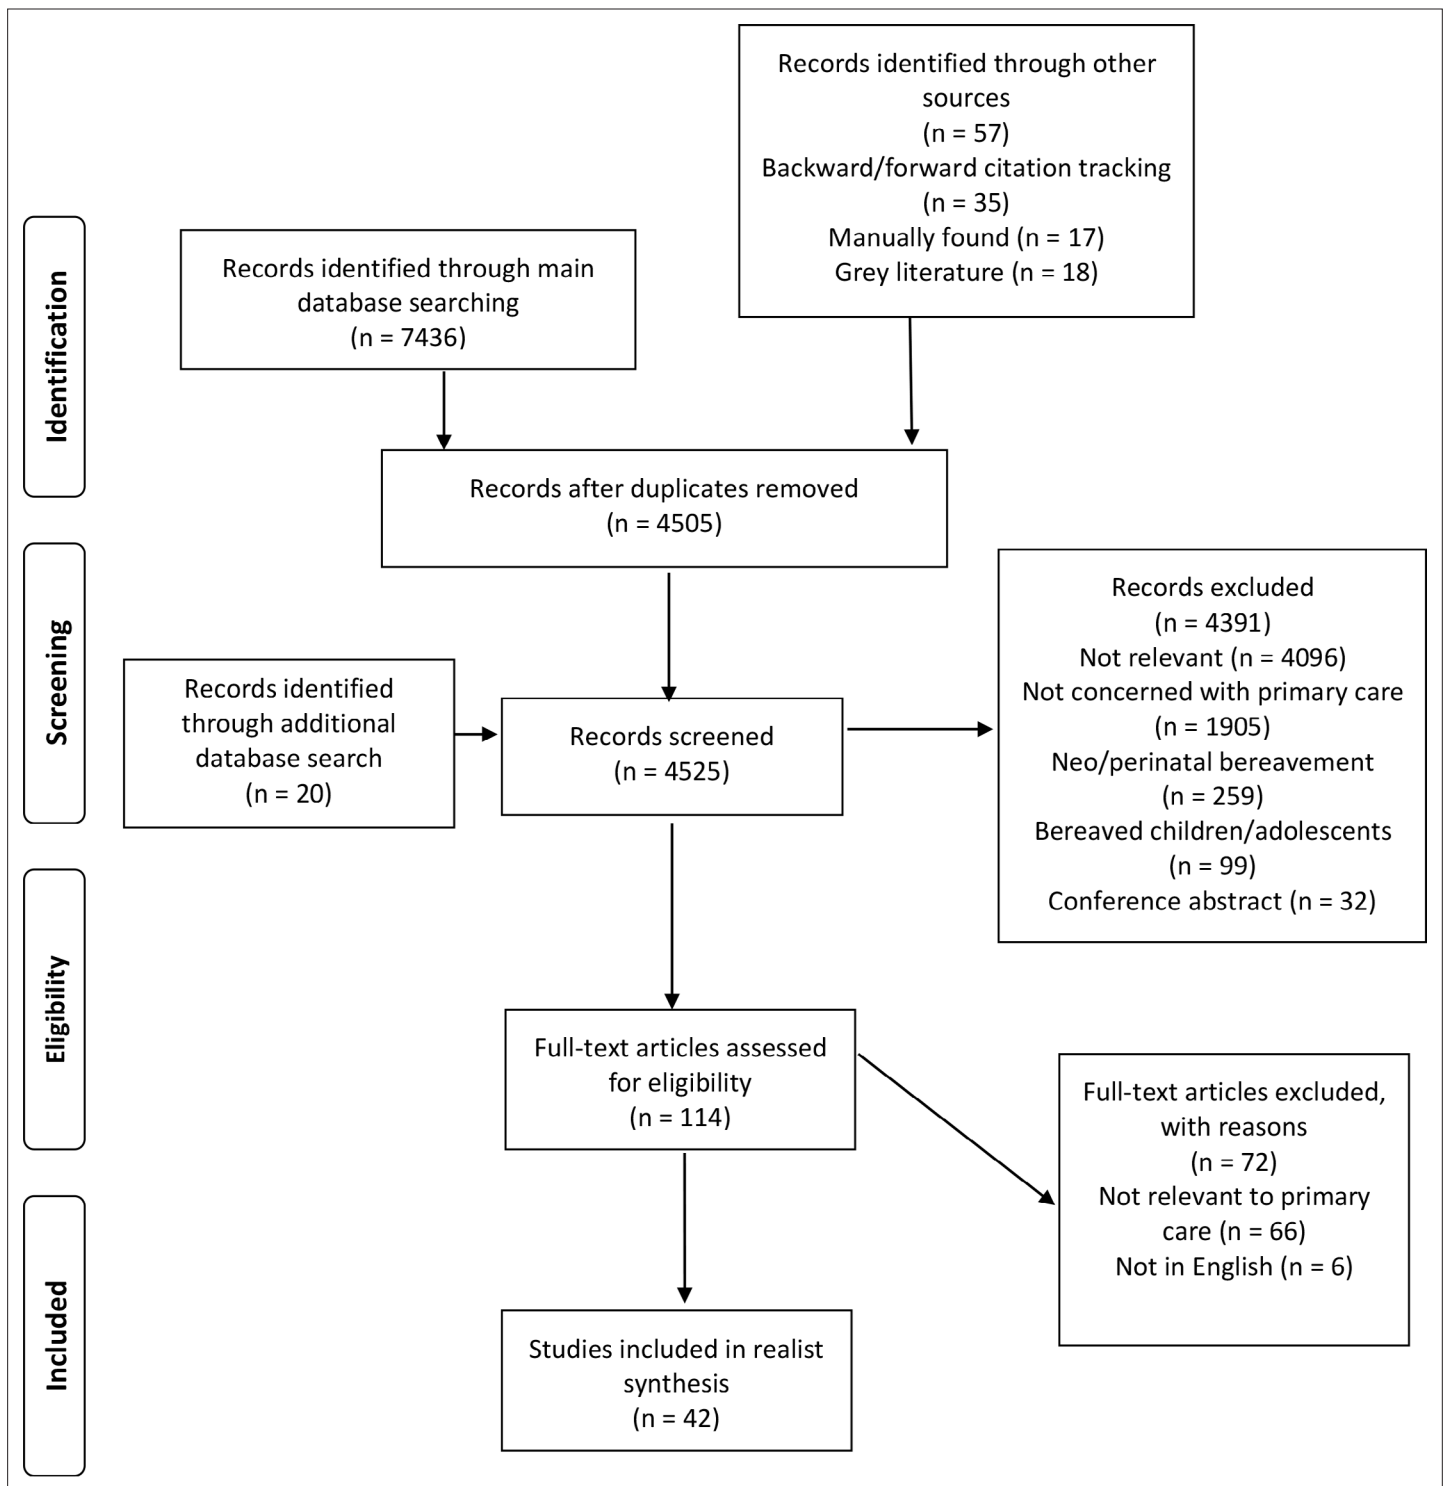 Records identified through other
sources
(n = 57)
Backward/forward citation tracking
(n = 35)
Manually found (n = 17)
Grey literature (n = 18)
Identification
Records identified through main
database searching
(n = 7436)
Records after duplicates removed
(n = 4505)
Screening
Records identified
through additional
database search
(n = 20)
Records screened
(n = 4525)
Records excluded
(n = 4391)
Not relevant (n = 4096)
Not concerned with primary care
(n = 1905)
Neo/perinatal bereavement
(n = 259)
Bereaved children/adolescents
(n = 99)
Conference abstract (n = 32)
Eligibility
Full-text articles assessed
for eligibility
(n = 114)
Full-text articles excluded,
with reasons
(n = 72)
Not relevant to primary
care (n = 66)
Not in English (n = 6)
Included
Studies included in realist
synthesis
(n = 42)